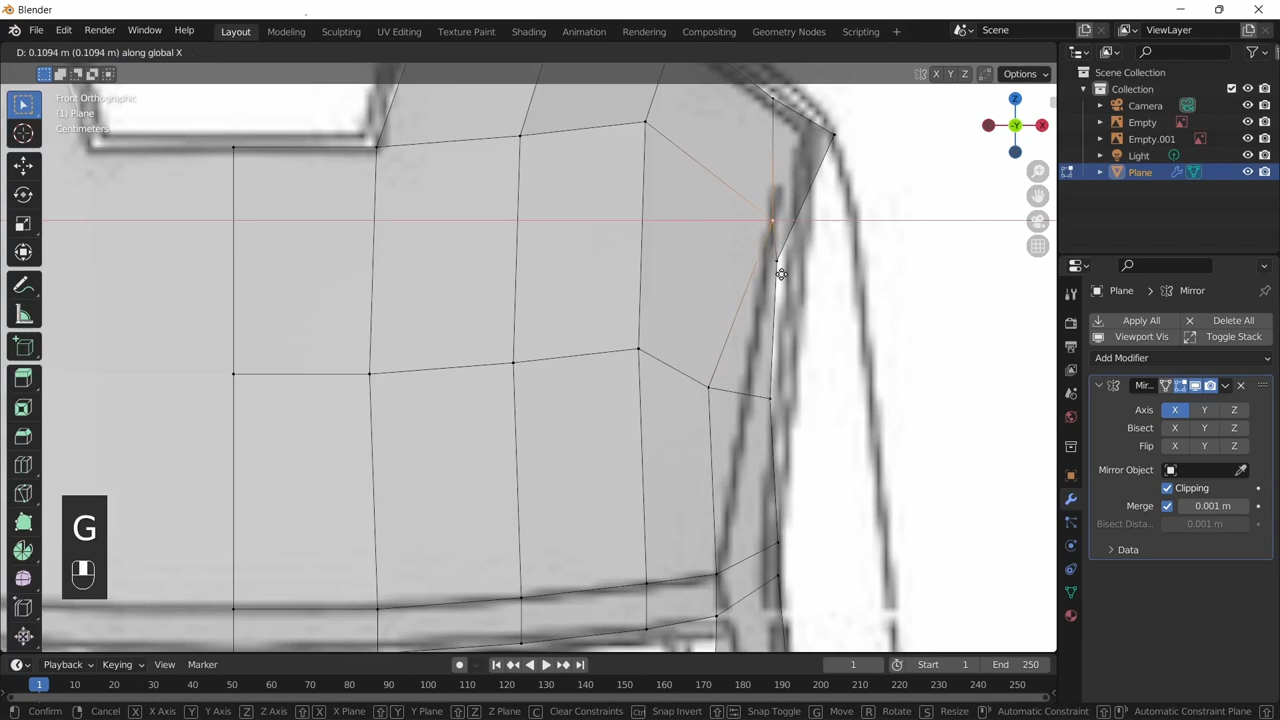 Blender
File Edit Render Window Help Layout Modeling Sculpting UV Editing Texture Paint Shading Animation Rendering Compositing Geometry Nodes Scripting + Scene ViewLayer
D: 0.1094 m (0.1094 m) along global X
X Y Z Options
Front Orthographic
(1) Plane
Centimeters
Z
-Y
X
G
Scene Collection
Collection
Camera
Empty
Empty.001
Light
Plane
Plane Mirror
Apply All Delete All
Viewport Vis Toggle Stack
Add Modifier
Mir...
Axis X Y Z
Bisect X Y Z
Flip X Y Z
Mirror Object
Clipping
Merge 0.001 m
Bisect Dista... 0.001 m
Data
Playback Keying View Marker 1 Start 1 End 250
1 10 20 30 40 50 60 70 80 90 100 110 120 130 140 150 160 170 180 190 200 210 220 230 240 250
Confirm Cancel X X Axis Y Y Axis Z Z Axis X X Plane Y Y Plane Z Z Plane C Clear Constraints Ctrl Snap Invert Snap Toggle G Move R Rotate S Resize Automatic Constraint Automatic Constraint Plane